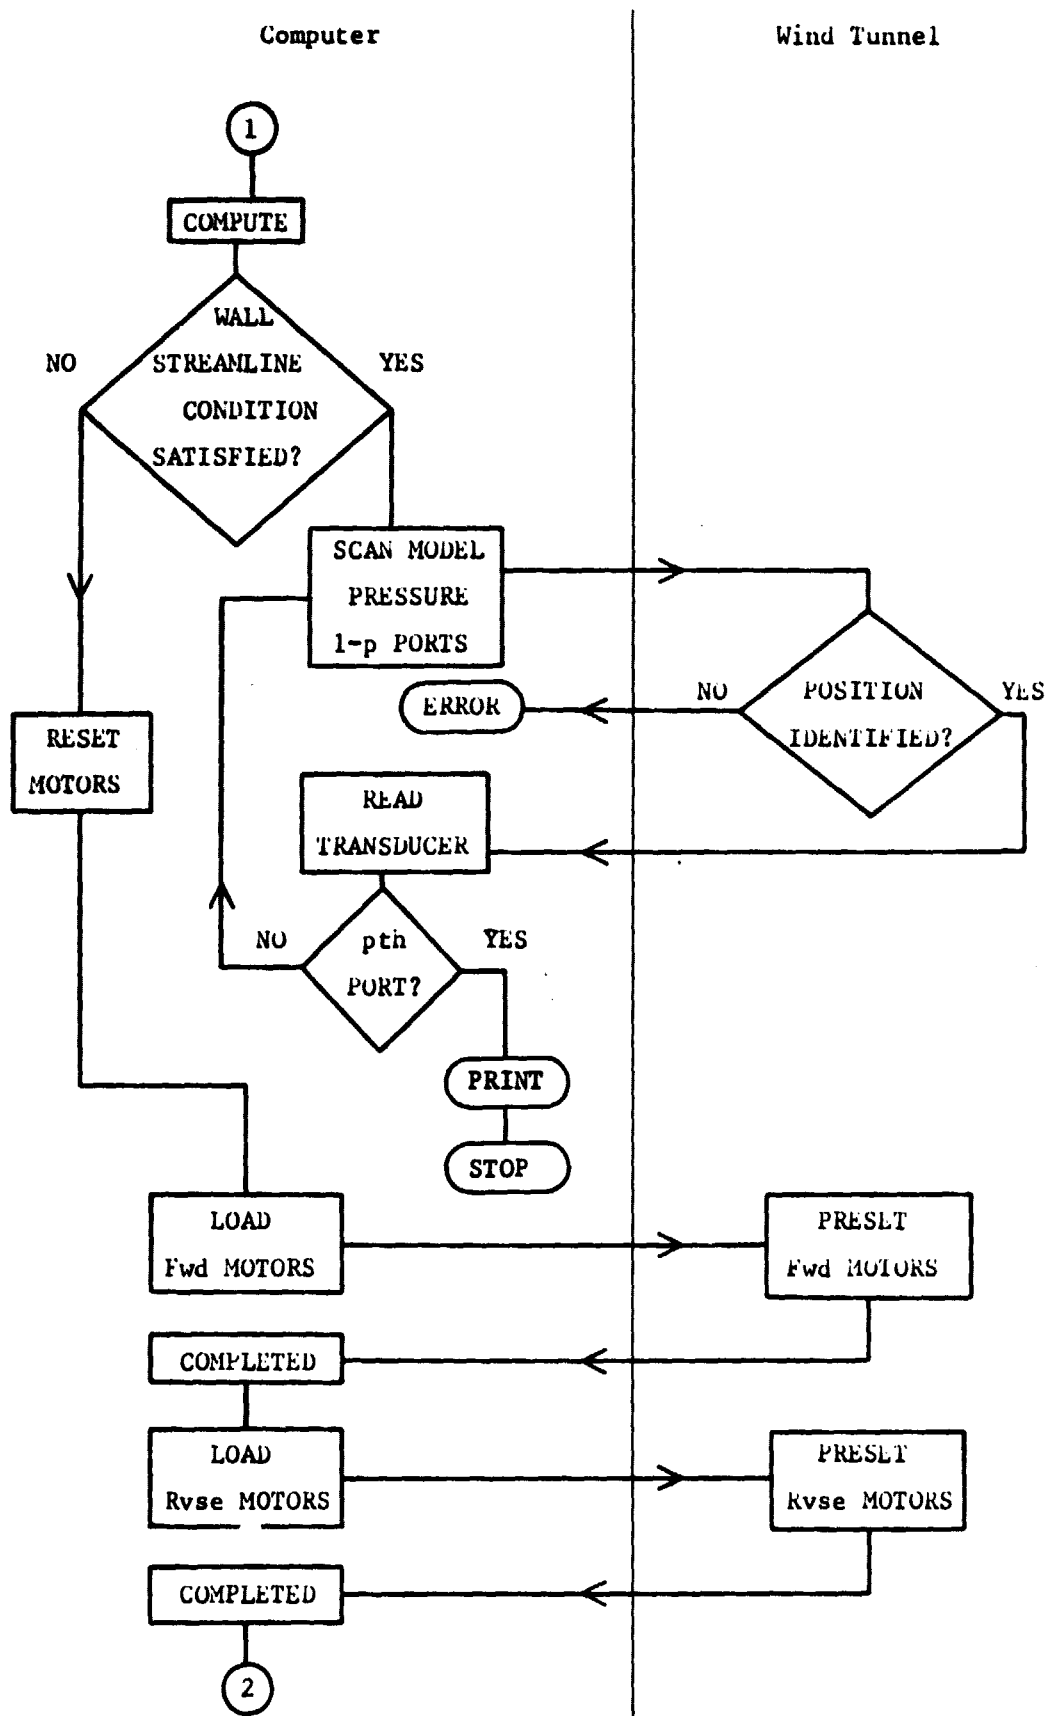 Computer
Wind Tunnel
1
COMPUTE
WALL
NO
STREAMLINE
YES
CONDITION
SATISFIED?
SCAN MODEL
PRESSURE
1-p PORTS
ERROR
NO
POSITION
YES
IDENTIFIED?
RESET
MOTORS
READ
TRANSDUCER
NO
pth
YES
PORT?
PRINT
STOP
LOAD
Fwd MOTORS
PRESET
Fwd MOTORS
COMPLETED
LOAD
Rvse MOTORS
PRESET
Rvse MOTORS
COMPLETED
2